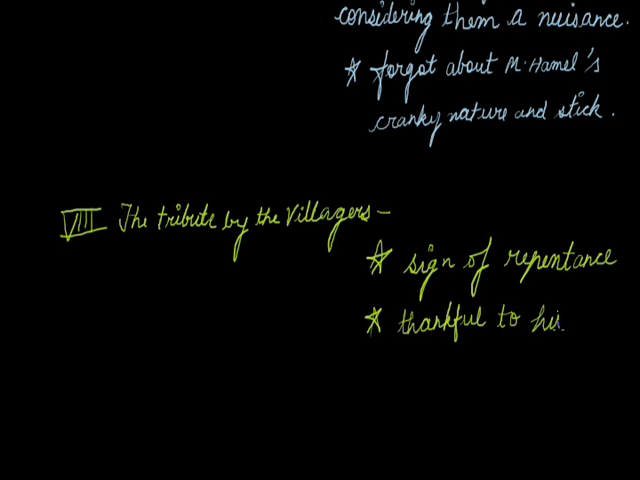 considering them a nuisance.
* forgot about M.Hamel's
cranky nature and stick.
VIII The tribute by the Villagers—
* sign of repentance
* thankful to hi